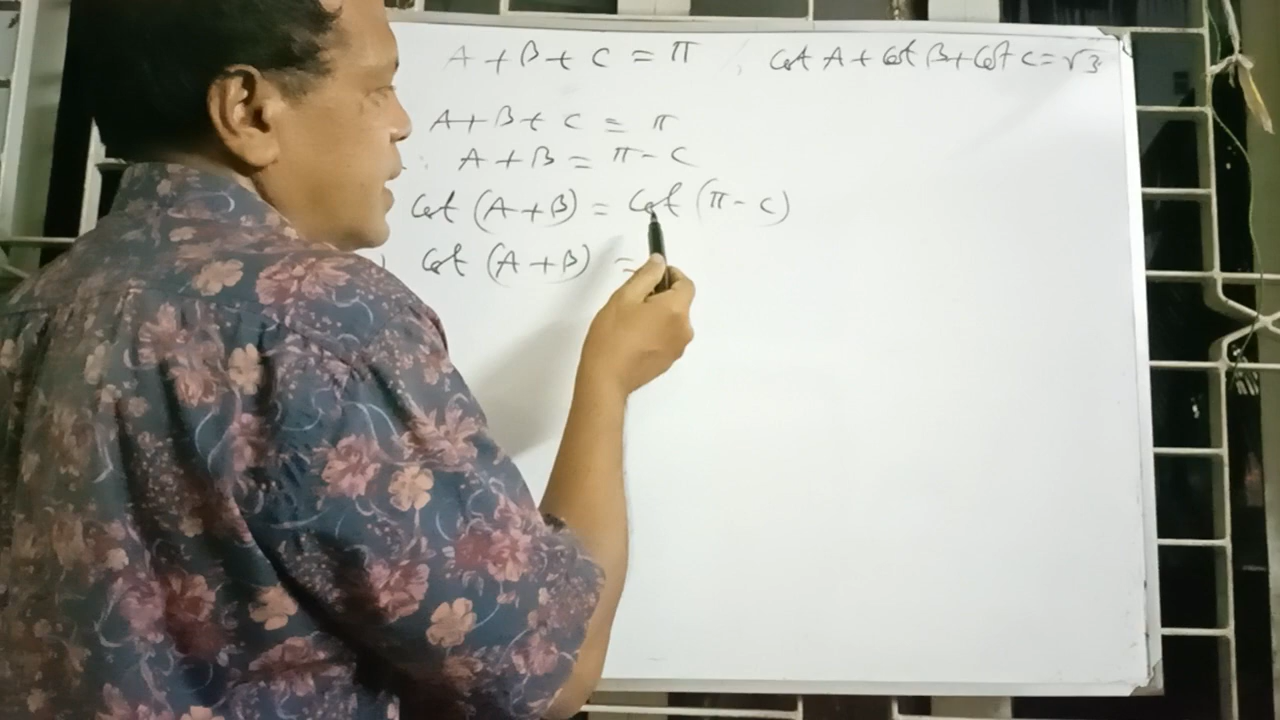 A + B + C = π , cot A + cot B + cot C = √3
A + B + C = π
∴ A + B = π - C
cot (A + B) = cot (π - C)
cot (A + B) =